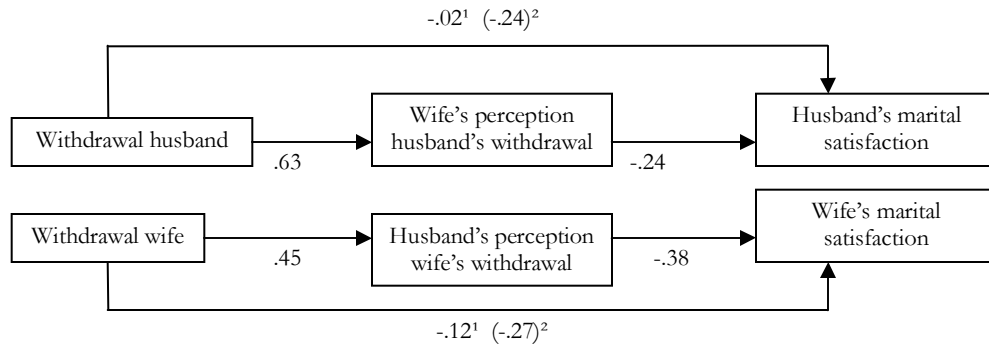 -.02¹ (-.24)²
Withdrawal husband
.63
Wife's perception
husband's withdrawal
-.24
Husband's marital
satisfaction
Withdrawal wife
.45
Husband's perception
wife's withdrawal
-.38
Wife's marital
satisfaction
-.12¹ (-.27)²